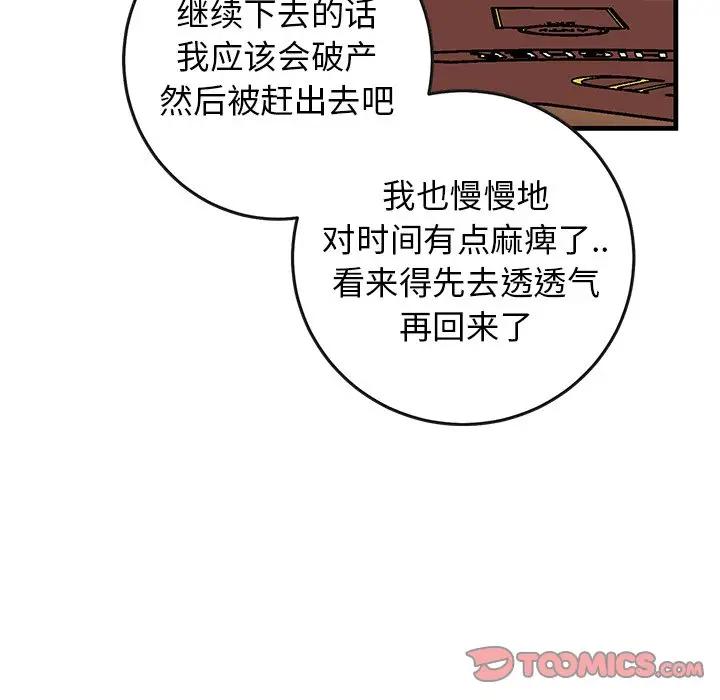 继续下去的话
我应该会破产
然后被赶出去吧
我也慢慢地
对时间有点麻痹了..
看来得先去透透气
再回来了
TOOMICS.COM